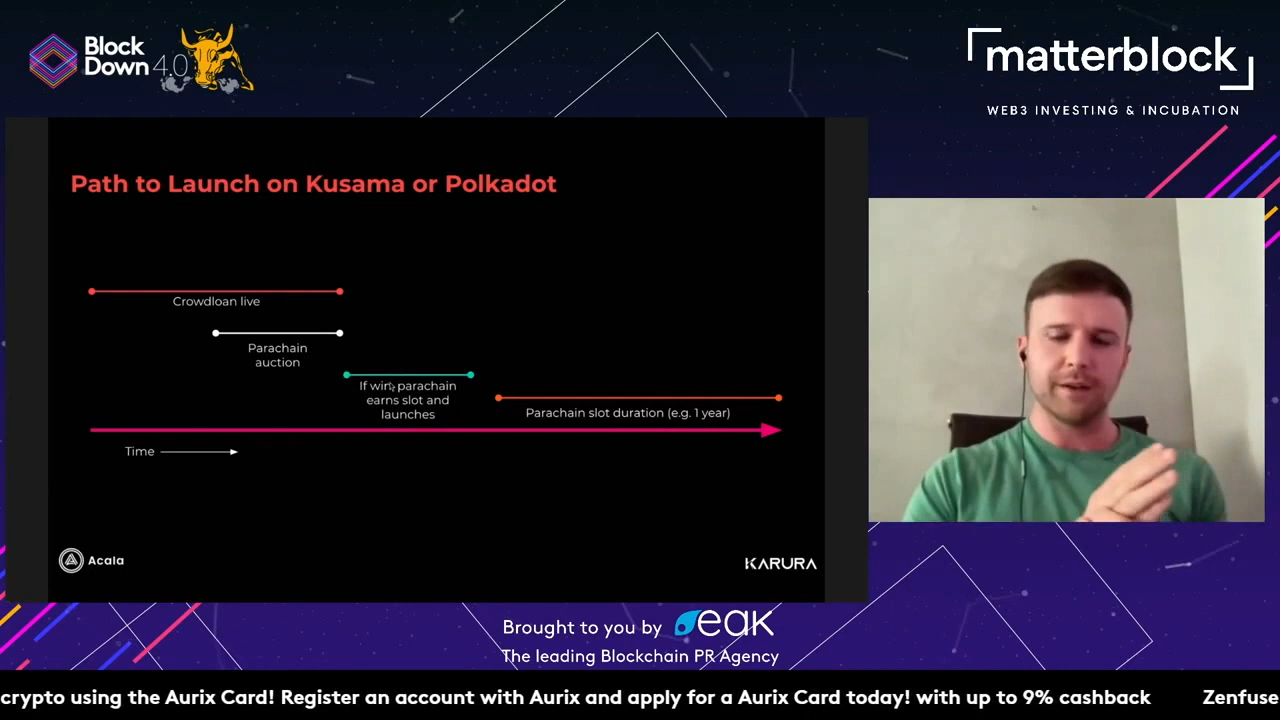 Block
Down 4.0
matterblock
WEB3 INVESTING & INCUBATION
Path to Launch on Kusama or Polkadot
Crowdloan live
Parachain
auction
If win, parachain
earns slot and
launches
Parachain slot duration (e.g. 1 year)
Time
Acala
KARURA
Brought to you by eak
The leading Blockchain PR Agency
crypto using the Aurix Card! Register an account with Aurix and apply for a Aurix Card today! with up to 9% cashback
Zenfuse